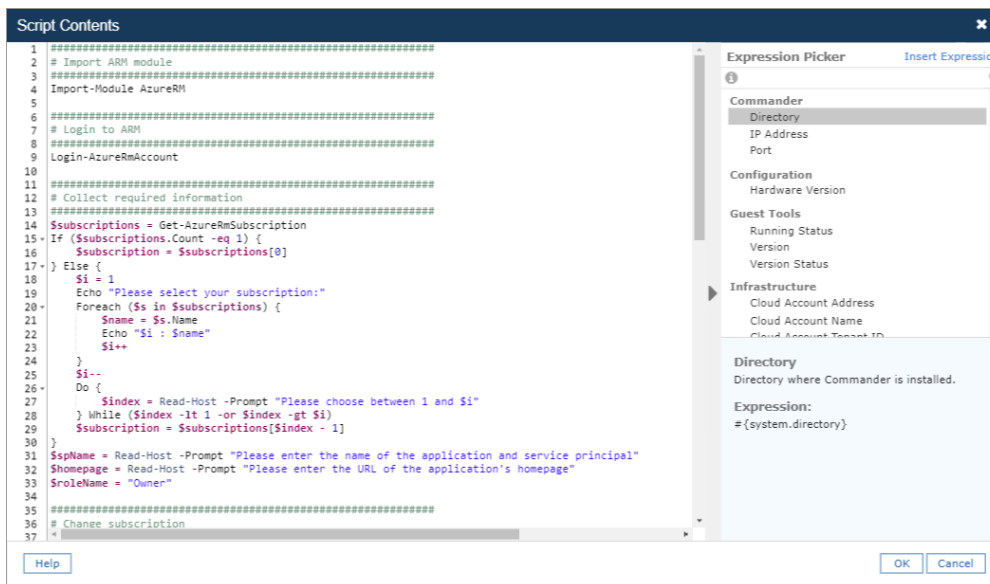 Script Contents
1 ##############################################################
2 # Import ARM module
3 ##############################################################
4 Import-Module AzureRM
5
6 ##############################################################
7 # Login to ARM
8 ##############################################################
9 Login-AzureRmAccount
10
11 ##############################################################
12 # Collect required information
13 ##############################################################
14 $subscriptions = Get-AzureRmSubscription
15 If ($subscriptions.Count -eq 1) {
16     $subscription = $subscriptions[0]
17 } Else {
18     $i = 1
19     Echo "Please select your subscription:"
20     Foreach ($s in $subscriptions) {
21         $name = $s.Name
22         Echo "$i : $name"
23         $i++
24     }
25     $i--
26     Do {
27         $index = Read-Host -Prompt "Please choose between 1 and $i"
28     } While ($index -lt 1 -or $index -gt $i)
29     $subscription = $subscriptions[$index - 1]
30 }
31 $spName = Read-Host -Prompt "Please enter the name of the application and service principal"
32 $homepage = Read-Host -Prompt "Please enter the URL of the application's homepage"
33 $roleName = "Owner"
34
35 ##############################################################
36 # Change subscription
37
Expression Picker Insert Expressio
Commander
Directory
IP Address
Port
Configuration
Hardware Version
Guest Tools
Running Status
Version
Version Status
Infrastructure
Cloud Account Address
Cloud Account Name
Cloud Account Tenant ID
Directory
Directory where Commander is installed.
Expression:
#{system.directory}
Help
OK Cancel